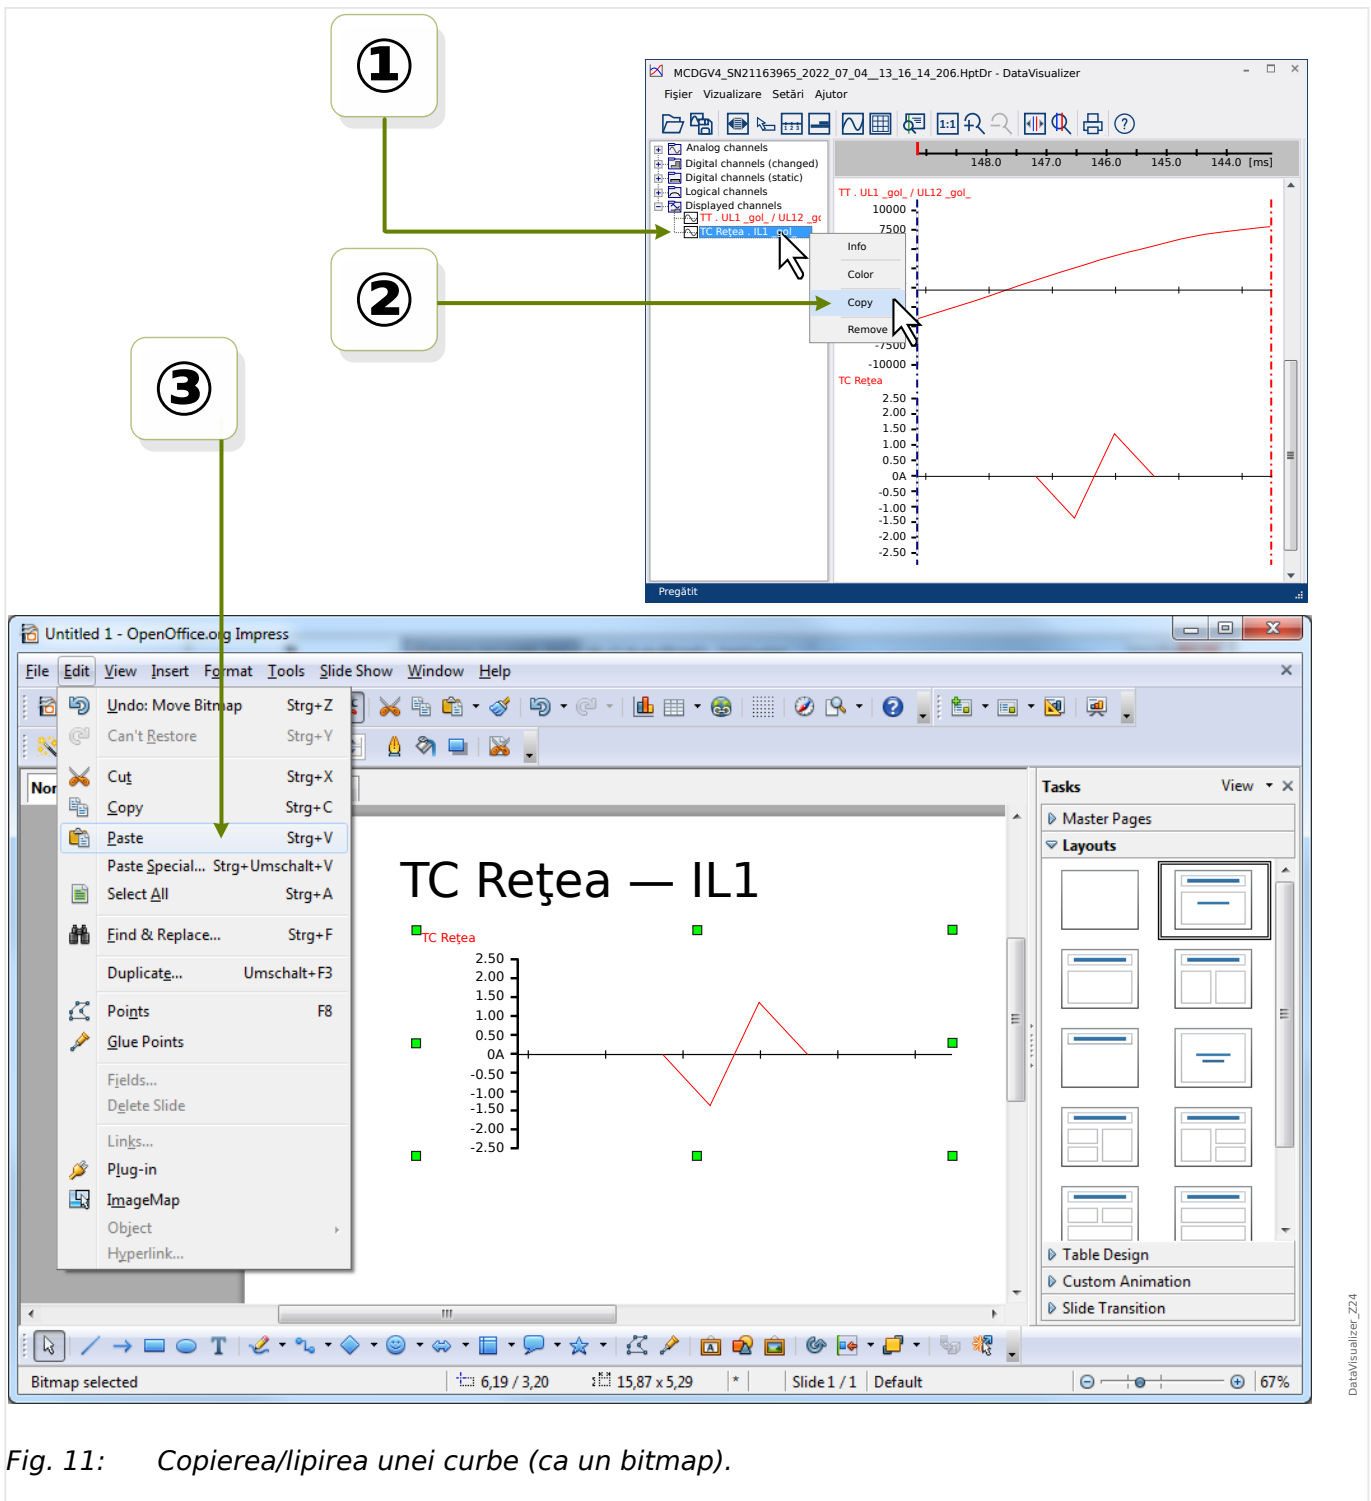 ①
MCDGV4_SN21163965_2022_07_04__13_16_14_206.HptDr - DataVisualizer
Fișier Vizualizare Setări Ajutor
1:1
Analog channels
Digital channels (changed)
Digital channels (static)
Logical channels
Displayed channels
TT . UL1 _gol_ / UL12 _go
TC Reţea . IL1 _gol_
148.0 147.0 146.0 145.0 144.0 [ms]
TT . UL1 _gol_ / UL12 _gol_
10000
7500
②
Info
Color
Copy
Remove
-7500
-10000
TC Reţea
2.50
2.00
1.50
1.00
0.50
0A
-0.50
-1.00
-1.50
-2.00
-2.50
Pregătit
③
Untitled 1 - OpenOffice.org Impress
File Edit View Insert Format Tools Slide Show Window Help
Undo: Move Bitmap Strg+Z
Can't Restore Strg+Y
Cut Strg+X
Copy Strg+C
Paste Strg+V
Paste Special... Strg+Umschalt+V
Select All Strg+A
Find & Replace... Strg+F
Duplicate... Umschalt+F3
Points F8
Glue Points
Fields...
Delete Slide
Links...
Plug-in
ImageMap
Object
Hyperlink...
Nor
TC Reţea — IL1
TC Reţea
2.50
2.00
1.50
1.00
0.50
0A
-0.50
-1.00
-1.50
-2.00
-2.50
Tasks View
Master Pages
Layouts
Table Design
Custom Animation
Slide Transition
Bitmap selected 6,19 / 3,20 15,87 x 5,29 * Slide 1 / 1 Default 67%
DataVisualizer_Z24
Fig. 11: Copierea/lipirea unei curbe (ca un bitmap).